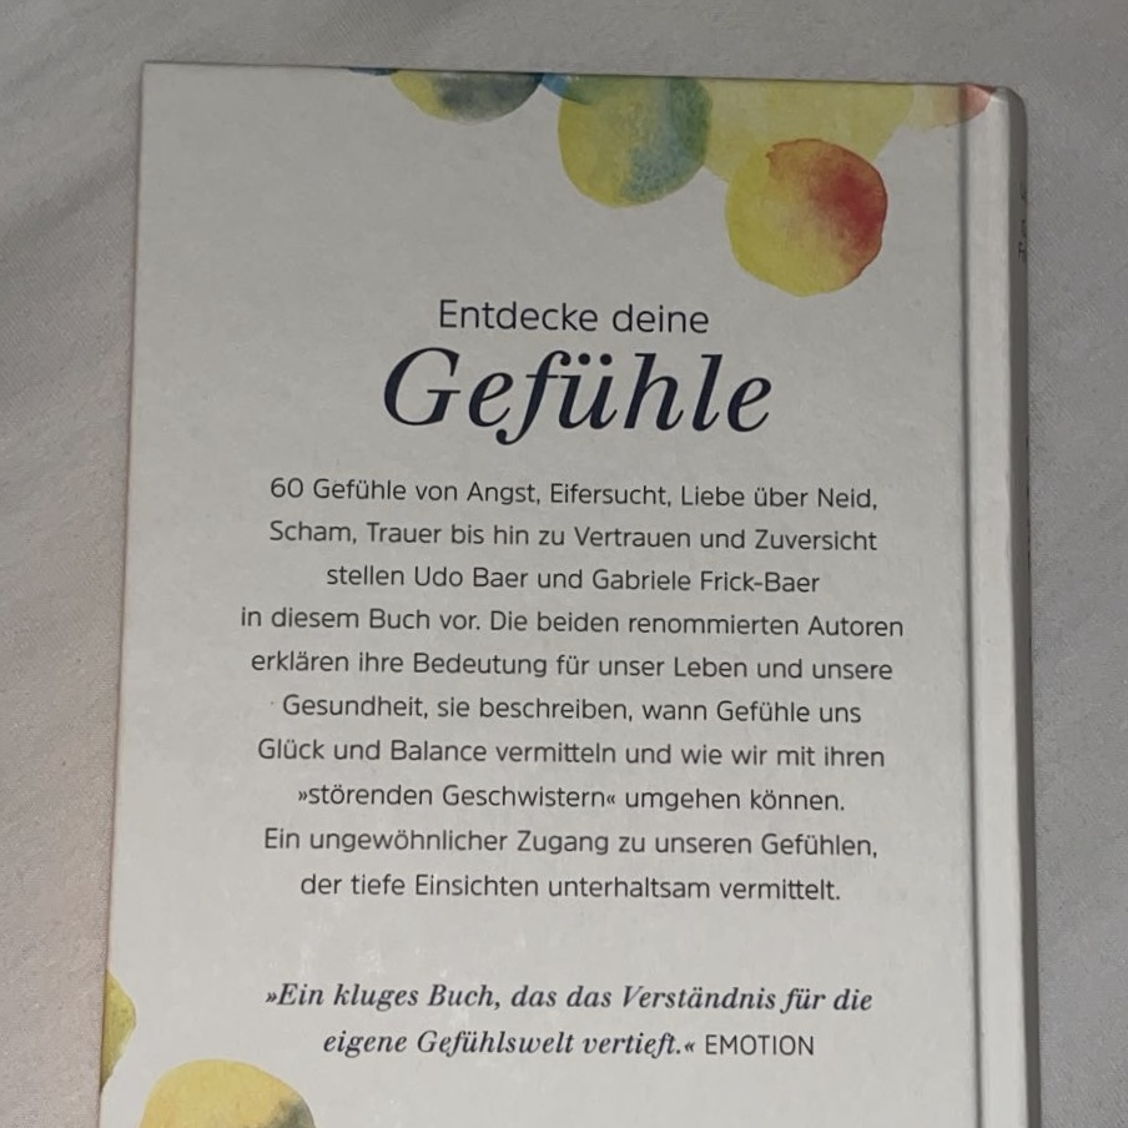 Entdecke deine
Gefühle
60 Gefühle von Angst, Eifersucht, Liebe über Neid,
Scham, Trauer bis hin zu Vertrauen und Zuversicht
stellen Udo Baer und Gabriele Frick-Baer
in diesem Buch vor. Die beiden renommierten Autoren
erklären ihre Bedeutung für unser Leben und unsere
Gesundheit, sie beschreiben, wann Gefühle uns
Glück und Balance vermitteln und wie wir mit ihren
»störenden Geschwistern« umgehen können.
Ein ungewöhnlicher Zugang zu unseren Gefühlen,
der tiefe Einsichten unterhaltsam vermittelt.
»Ein kluges Buch, das das Verständnis für die
eigene Gefühlswelt vertieft.« EMOTION